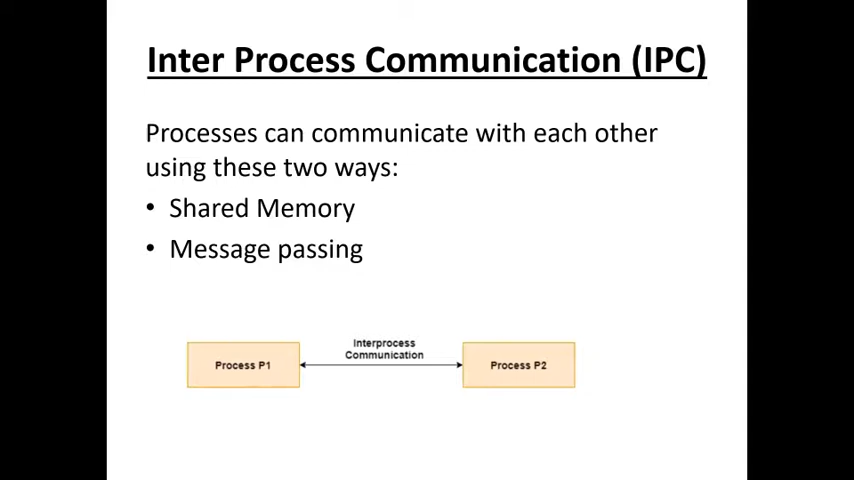 Inter Process Communication (IPC)
Processes can communicate with each other
using these two ways:
• Shared Memory
• Message passing
Interprocess
Communication
Process P1
Process P2